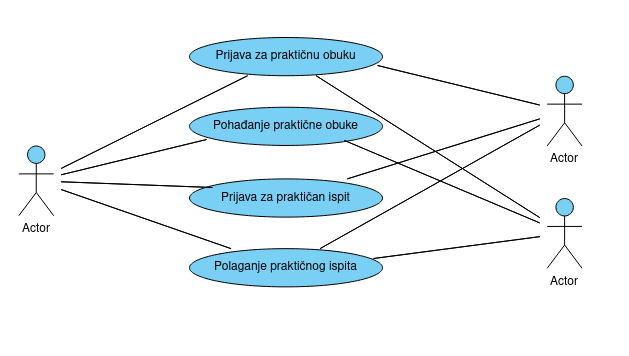 Prijava za praktičnu obuku
Pohađanje praktične obuke
Prijava za praktičan ispit
Polaganje praktičnog ispita
Actor
Actor
Actor